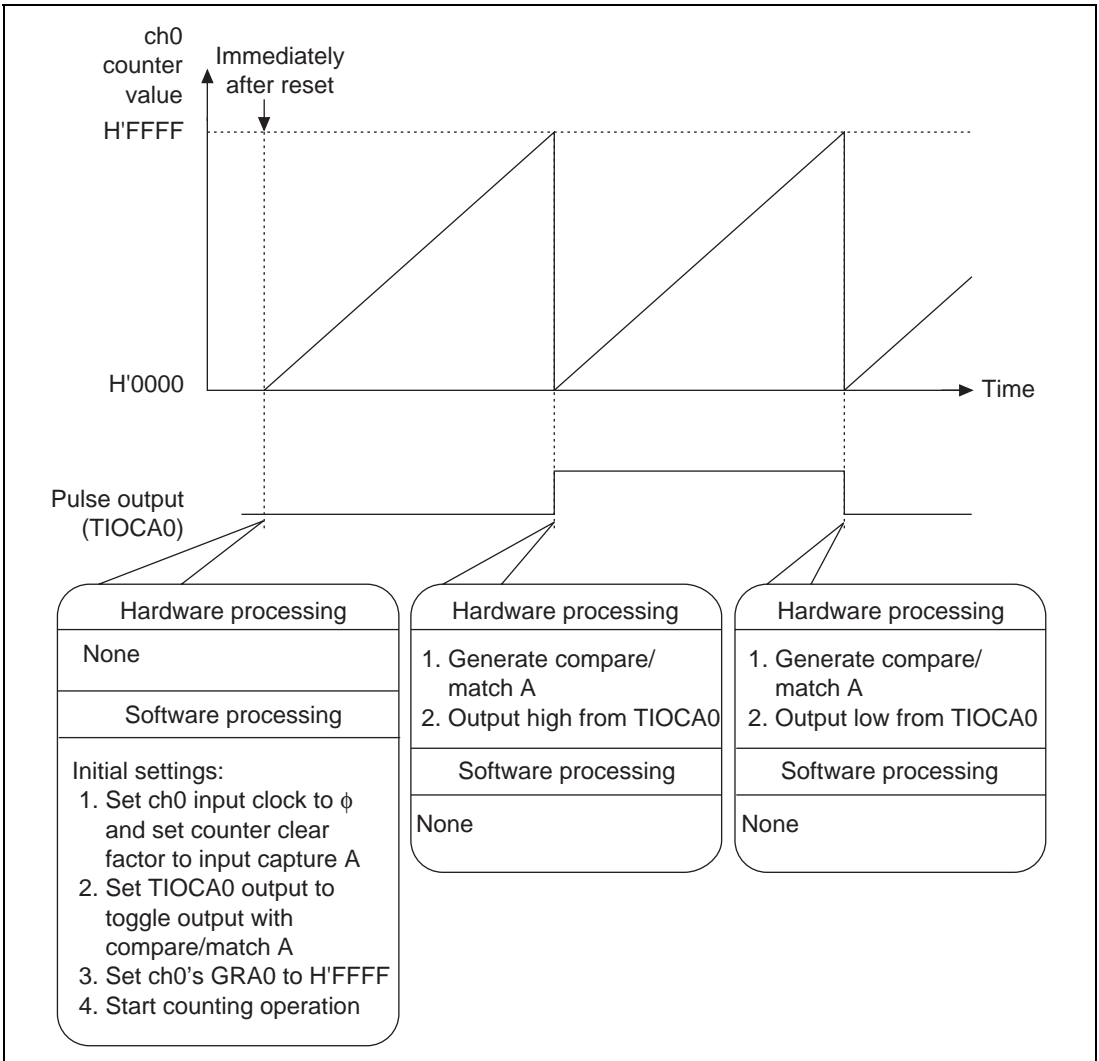 ch0
counter
value
Immediately
after reset
H'FFFF
H'0000
Time
Pulse output
(TIOCA0)
Hardware processing
None
Software processing
Initial settings:
1. Set ch0 input clock to ϕ
and set counter clear
factor to input capture A
2. Set TIOCA0 output to
toggle output with
compare/match A
3. Set ch0's GRA0 to H'FFFF
4. Start counting operation
Hardware processing
1. Generate compare/
match A
2. Output high from TIOCA0
Software processing
None
Hardware processing
1. Generate compare/
match A
2. Output low from TIOCA0
Software processing
None